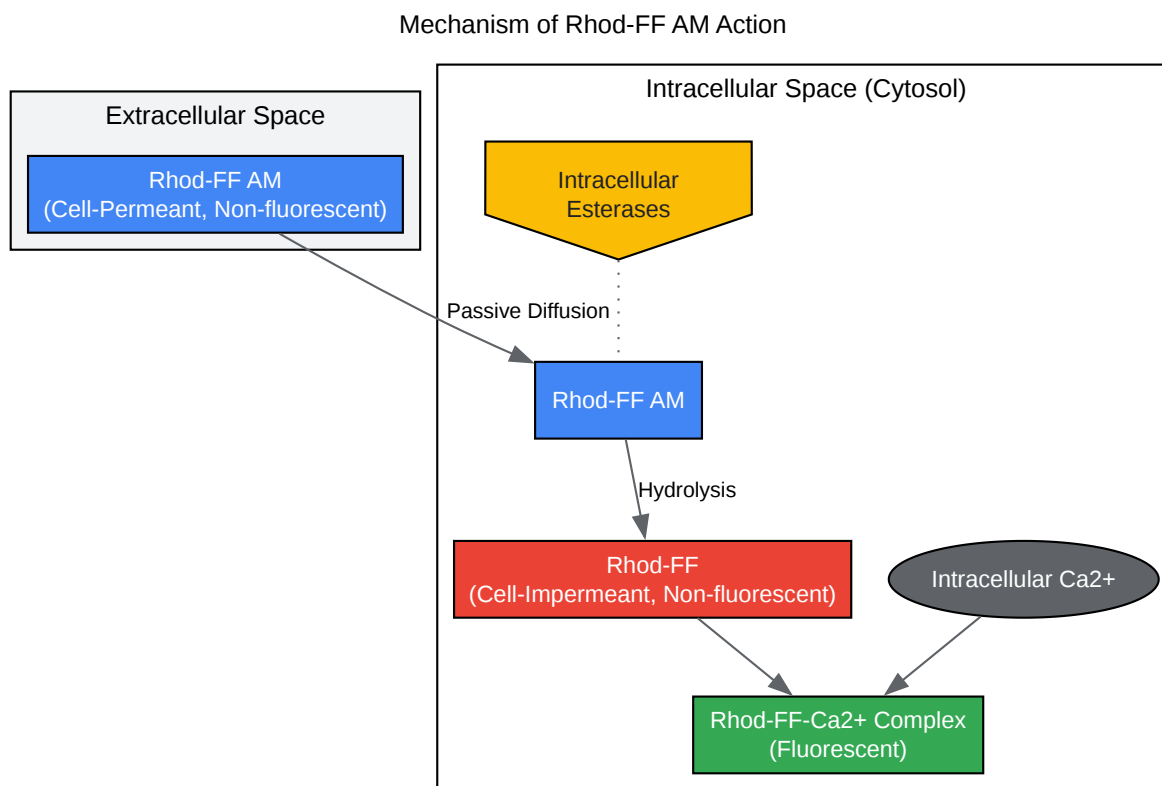 Mechanism of Rhod-FF AM Action
Extracellular Space
Rhod-FF AM
(Cell-Permeant, Non-fluorescent)
Intracellular Space (Cytosol)
Intracellular
Esterases
Passive Diffusion
Rhod-FF AM
Hydrolysis
Rhod-FF
(Cell-Impermeant, Non-fluorescent)
Intracellular Ca2+
Rhod-FF-Ca2+ Complex
(Fluorescent)